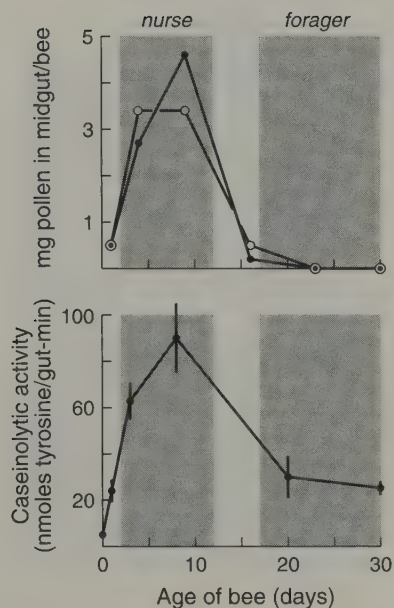 nurse
forager
mg pollen in midgut/bee
5
3
1
Caseinolytic activity
(nmoles tyrosine/gut-min)
100
60
20
0
10
20
30
Age of bee (days)